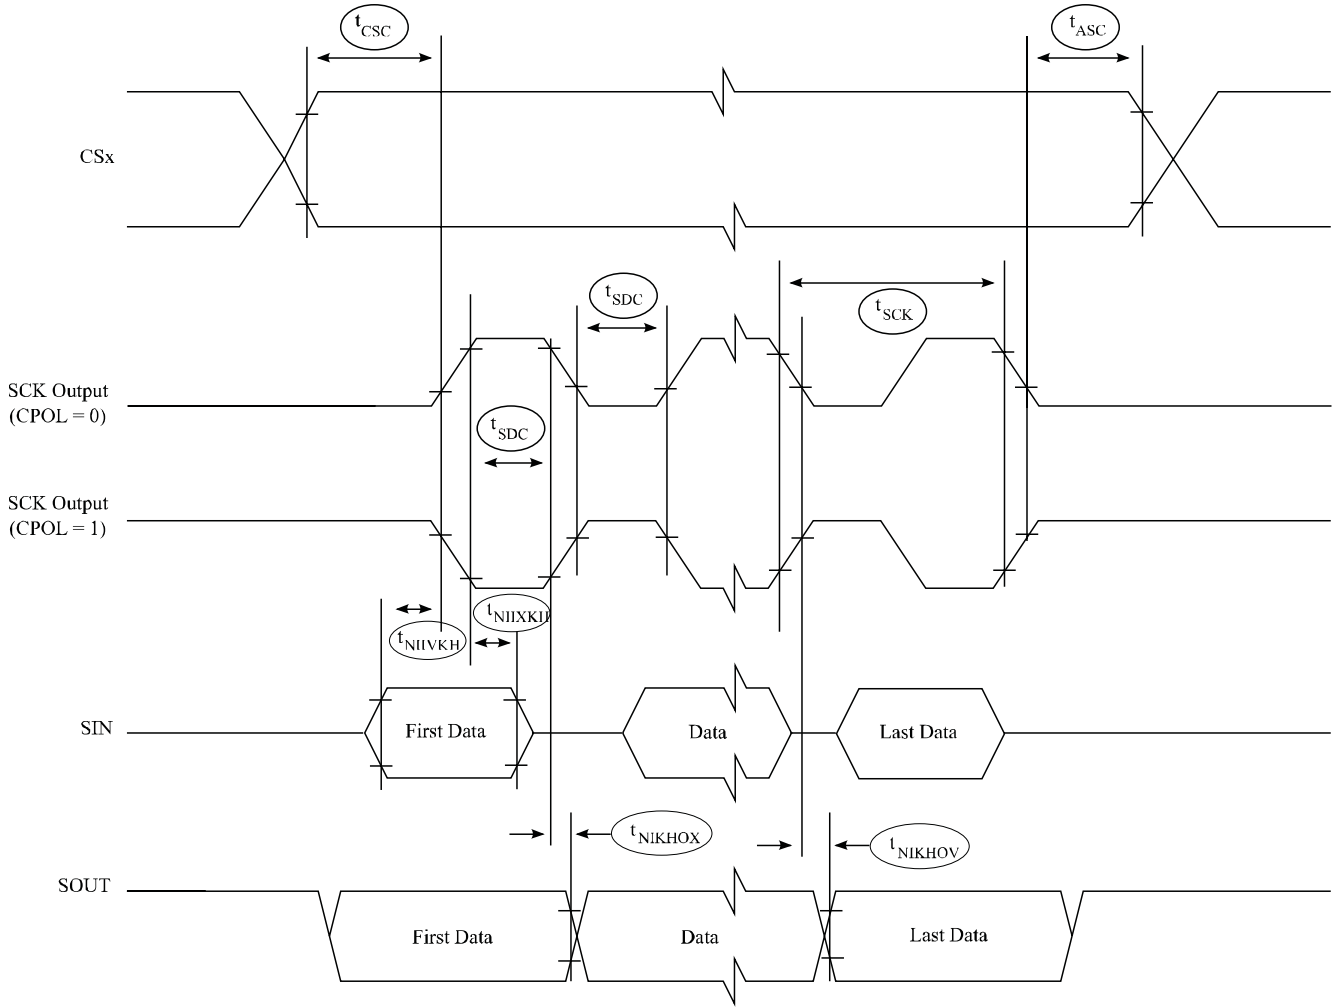 tCSC
tASC
CSx
tSDC
tSCK
SCK Output
(CPOL = 0)
tSDC
SCK Output
(CPOL = 1)
tNIIXKH
tNIIVKH
SIN
First Data
Data
Last Data
tNIKHOX
tNIKHOV
SOUT
First Data
Data
Last Data